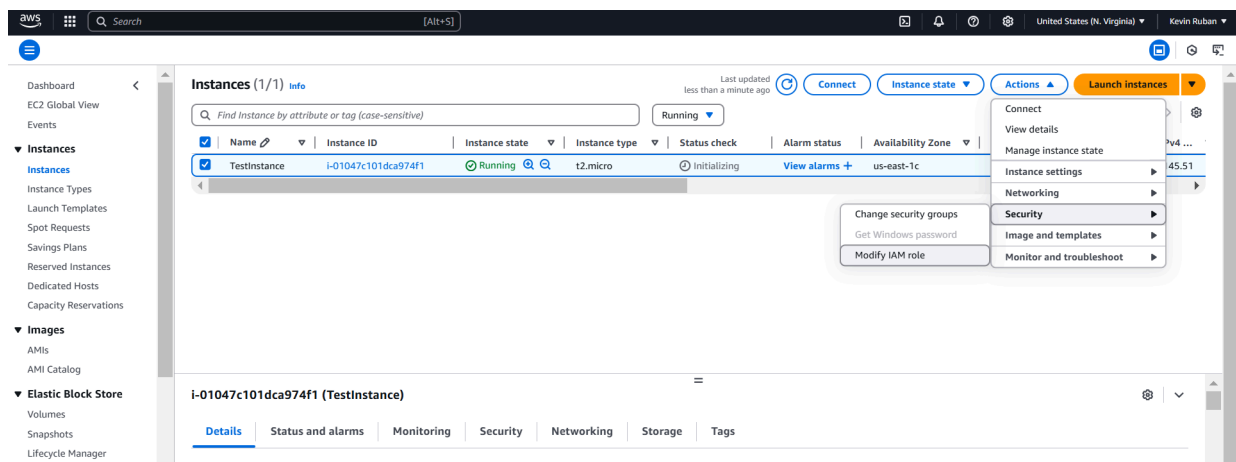 aws
Search [Alt+S] United States (N. Virginia) ▼ Kevin Ruban ▼
Dashboard
EC2 Global View
Events
▼ Instances
Instances
Instance Types
Launch Templates
Spot Requests
Savings Plans
Reserved Instances
Dedicated Hosts
Capacity Reservations
▼ Images
AMIs
AMI Catalog
▼ Elastic Block Store
Volumes
Snapshots
Lifecycle Manager
Instances (1/1) Info
Last updated
less than a minute ago
Connect Instance state ▼ Actions ▲ Launch instances ▼
Find Instance by attribute or tag (case-sensitive) Running ▼
Name Instance ID Instance state Instance type Status check Alarm status Availability Zone Pv4 ...
TestInstance i-01047c101dca974f1 Running t2.micro Initializing View alarms + us-east-1c 45.51
Connect
View details
Manage instance state
Instance settings
Networking
Security
Image and templates
Monitor and troubleshoot
Change security groups
Get Windows password
Modify IAM role
i-01047c101dca974f1 (TestInstance)
Details Status and alarms Monitoring Security Networking Storage Tags